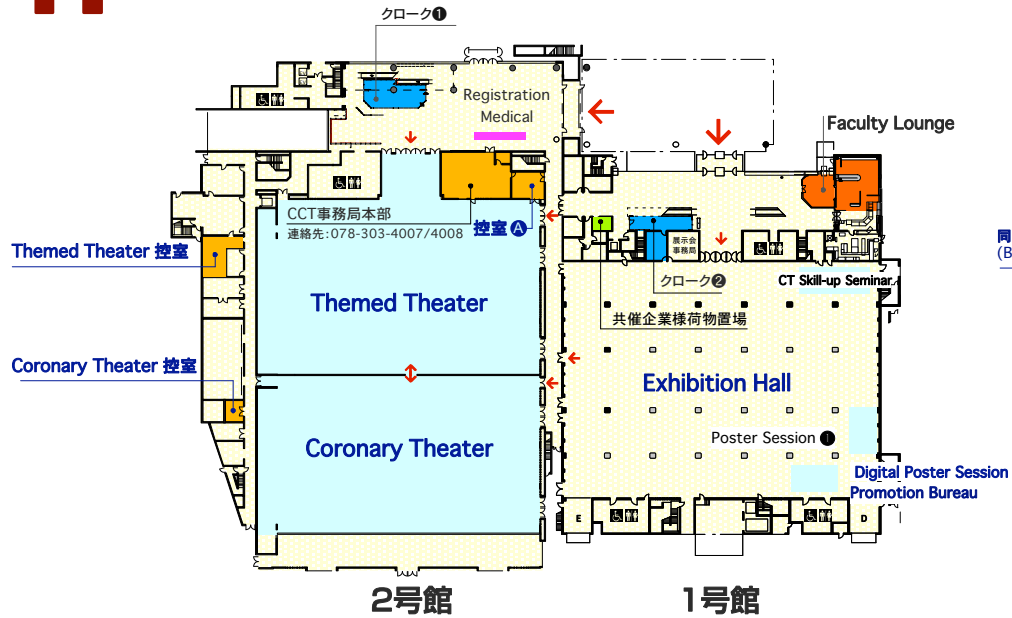 クローク❶
Registration
Medical
Faculty Lounge
CCT事務局本部
連絡先:078-303-4007/4008
控室 A
展示会
事務局
同
(B
Themed Theater 控室
クローク❷
CT Skill-up Seminar
Themed Theater
共催企業様荷物置場
Coronary Theater 控室
Exhibition Hall
Coronary Theater
Poster Session ❶
Digital Poster Session
Promotion Bureau
E
D
2号館
1号館